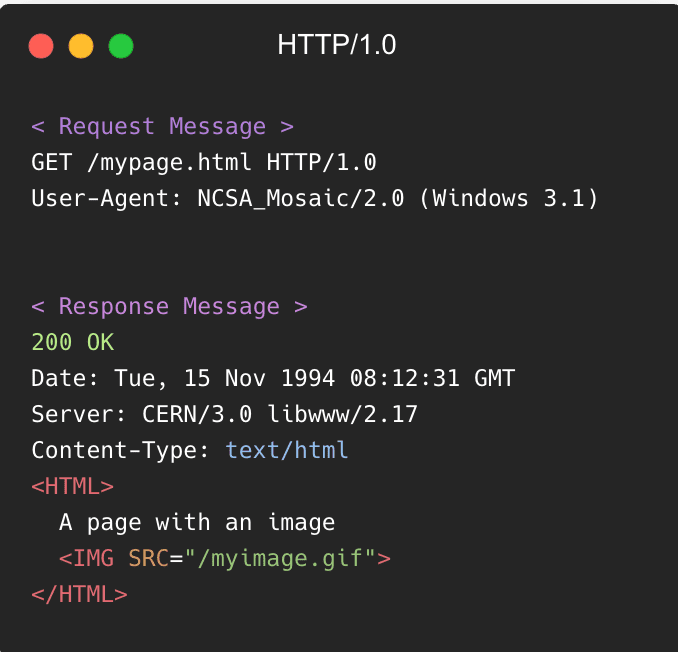 HTTP/1.0
< Request Message >
GET /mypage.html HTTP/1.0
User-Agent: NCSA_Mosaic/2.0 (Windows 3.1)
< Response Message >
200 OK
Date: Tue, 15 Nov 1994 08:12:31 GMT
Server: CERN/3.0 libwww/2.17
Content-Type: text/html
<HTML>
  A page with an image
  <IMG SRC="/myimage.gif">
</HTML>